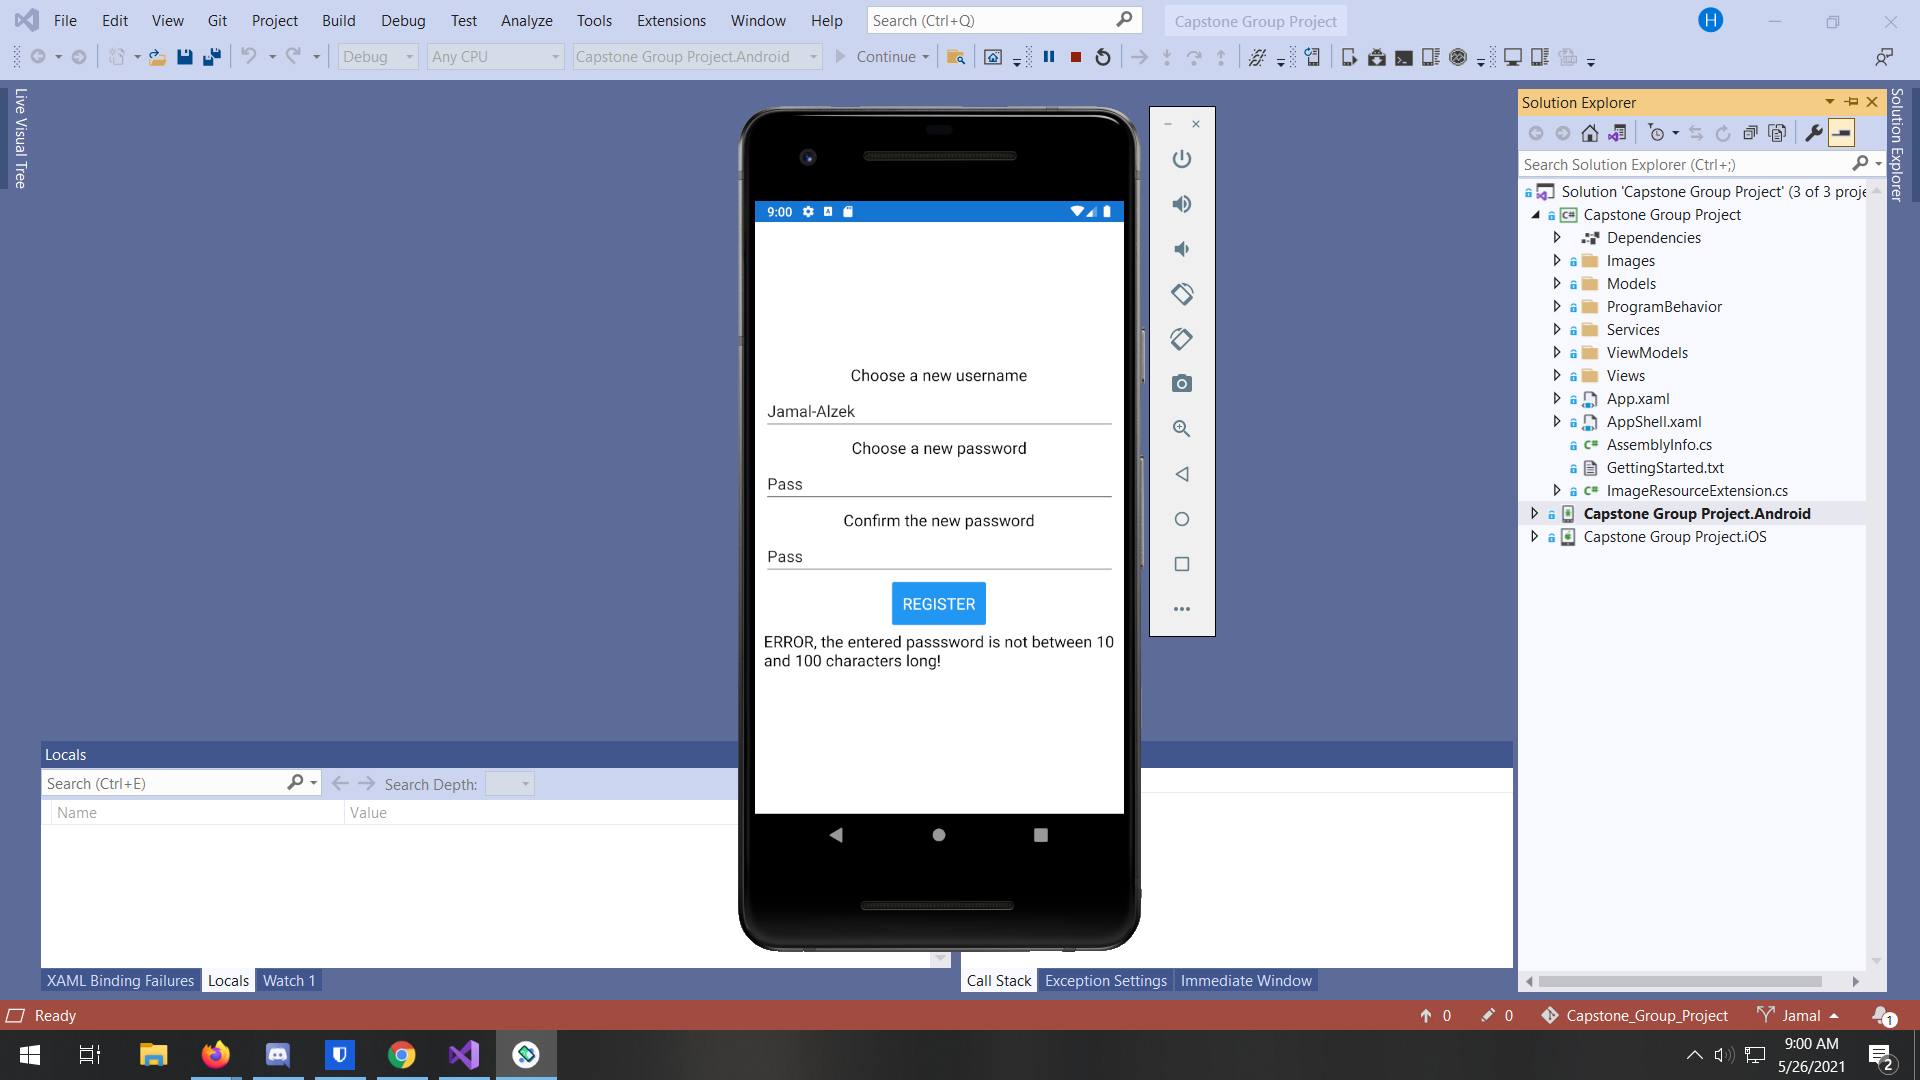 File Edit View Git Project Build Debug Test Analyze Tools Extensions Window Help Search (Ctrl+Q) Capstone Group Project H
Debug Any CPU Capstone Group Project.Android Continue
Live Visual Tree
9:00
Choose a new username
Jamal-Alzek
Choose a new password
Pass
Confirm the new password
Pass
REGISTER
ERROR, the entered passsword is not between 10
and 100 characters long!
Solution Explorer
Solution Explorer
Search Solution Explorer (Ctrl+;)
Solution 'Capstone Group Project' (3 of 3 proje
C# Capstone Group Project
Dependencies
Images
Models
ProgramBehavior
Services
ViewModels
Views
App.xaml
AppShell.xaml
C# AssemblyInfo.cs
GettingStarted.txt
C# ImageResourceExtension.cs
Capstone Group Project.Android
Capstone Group Project.iOS
Locals
Search (Ctrl+E) Search Depth:
Name Value
XAML Binding Failures Locals Watch 1
Call Stack Exception Settings Immediate Window
Ready 0 0 Capstone_Group_Project Jamal 1
9:00 AM
5/26/2021
2